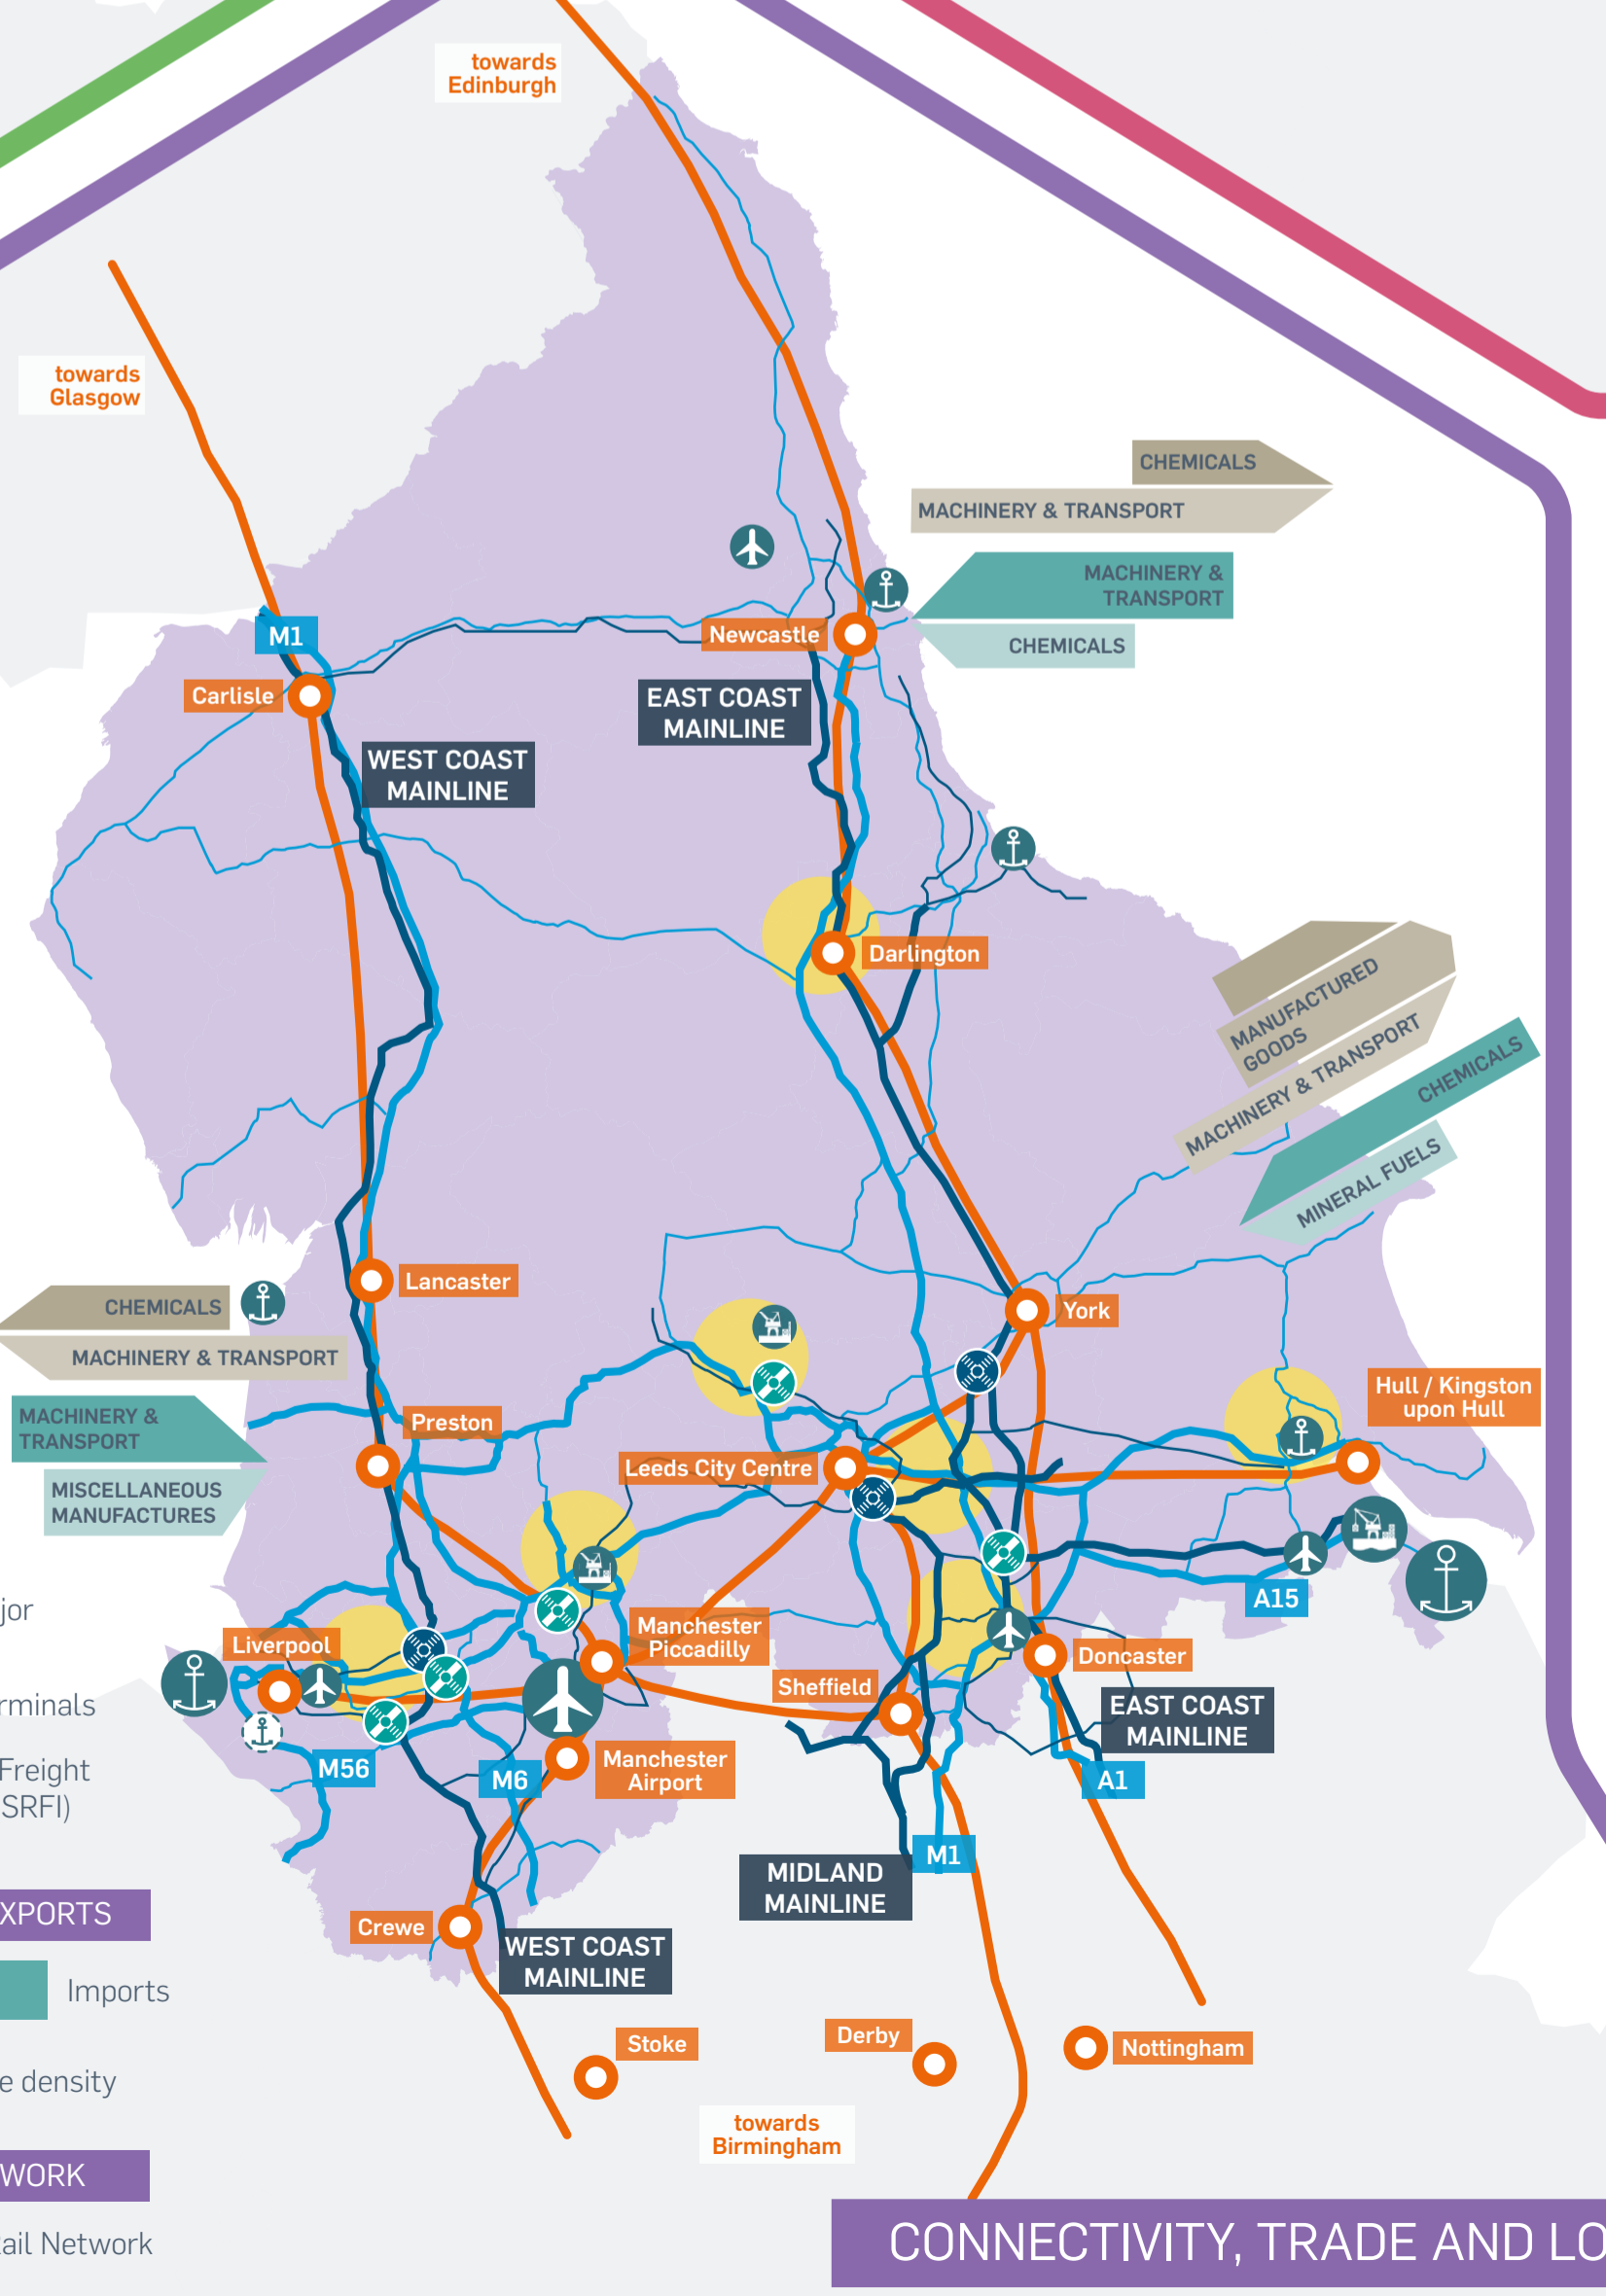 towards
Edinburgh
towards
Glasgow
CHEMICALS
MACHINERY & TRANSPORT
MACHINERY &
TRANSPORT
CHEMICALS
M1
Newcastle
Carlisle
EAST COAST
MAINLINE
WEST COAST
MAINLINE
Darlington
MANUFACTURED
GOODS
MACHINERY & TRANSPORT
CHEMICALS
MINERAL FUELS
Lancaster
CHEMICALS
MACHINERY & TRANSPORT
York
MACHINERY &
TRANSPORT
Preston
Hull / Kingston
upon Hull
Leeds City Centre
MISCELLANEOUS
MANUFACTURES
jor
A15
Liverpool
Manchester
Piccadilly
Doncaster
Sheffield
rminals
EAST COAST
MAINLINE
M56
M6
Manchester
Airport
A1
Freight
SRFI)
M1
MIDLAND
MAINLINE
XPORTS
Crewe
WEST COAST
MAINLINE
Imports
Stoke
Derby
Nottingham
e density
towards
Birmingham
WORK
ail Network
CONNECTIVITY, TRADE AND LO